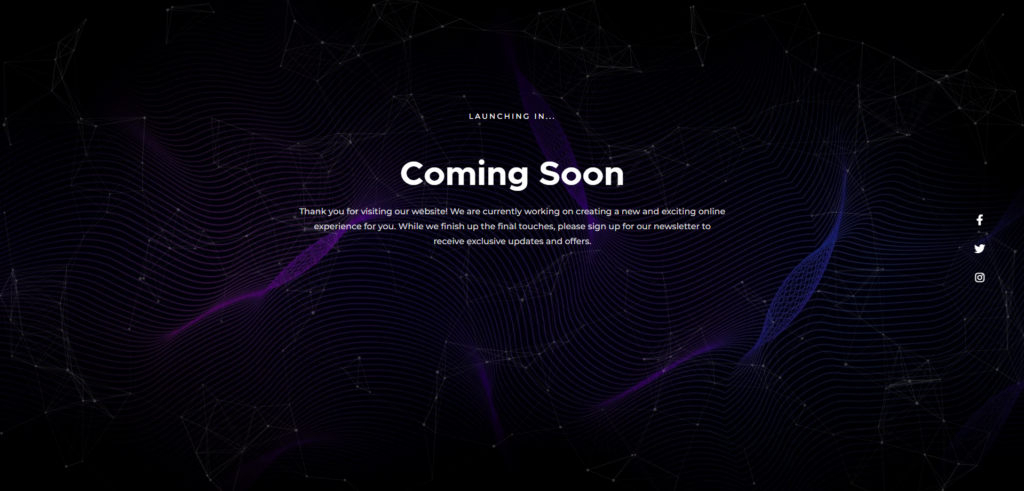 LAUNCHING IN...
Coming Soon
Thank you for visiting our website! We are currently working on creating a new and exciting online
experience for you. While we finish up the final touches, please sign up for our newsletter to
receive exclusive updates and offers.